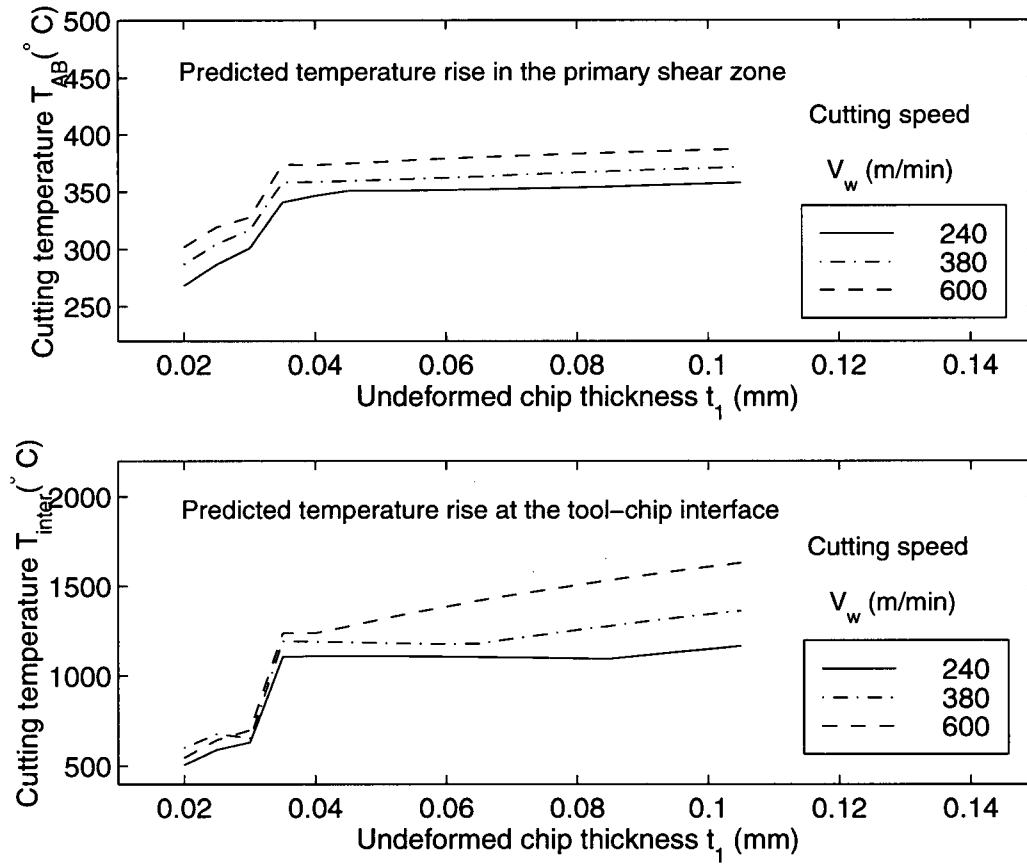 500
450
400
350
300
250
Cutting temperature T_AB(° C)
Predicted temperature rise in the primary shear zone
Cutting speed
V_w (m/min)
240
380
600
0.02 0.04 0.06 0.08 0.1 0.12 0.14
Undeformed chip thickness t_1 (mm)
2000
1500
1000
500
Cutting temperature T_inter(° C)
Predicted temperature rise at the tool–chip interface
Cutting speed
V_w (m/min)
240
380
600
0.02 0.04 0.06 0.08 0.1 0.12 0.14
Undeformed chip thickness t_1 (mm)